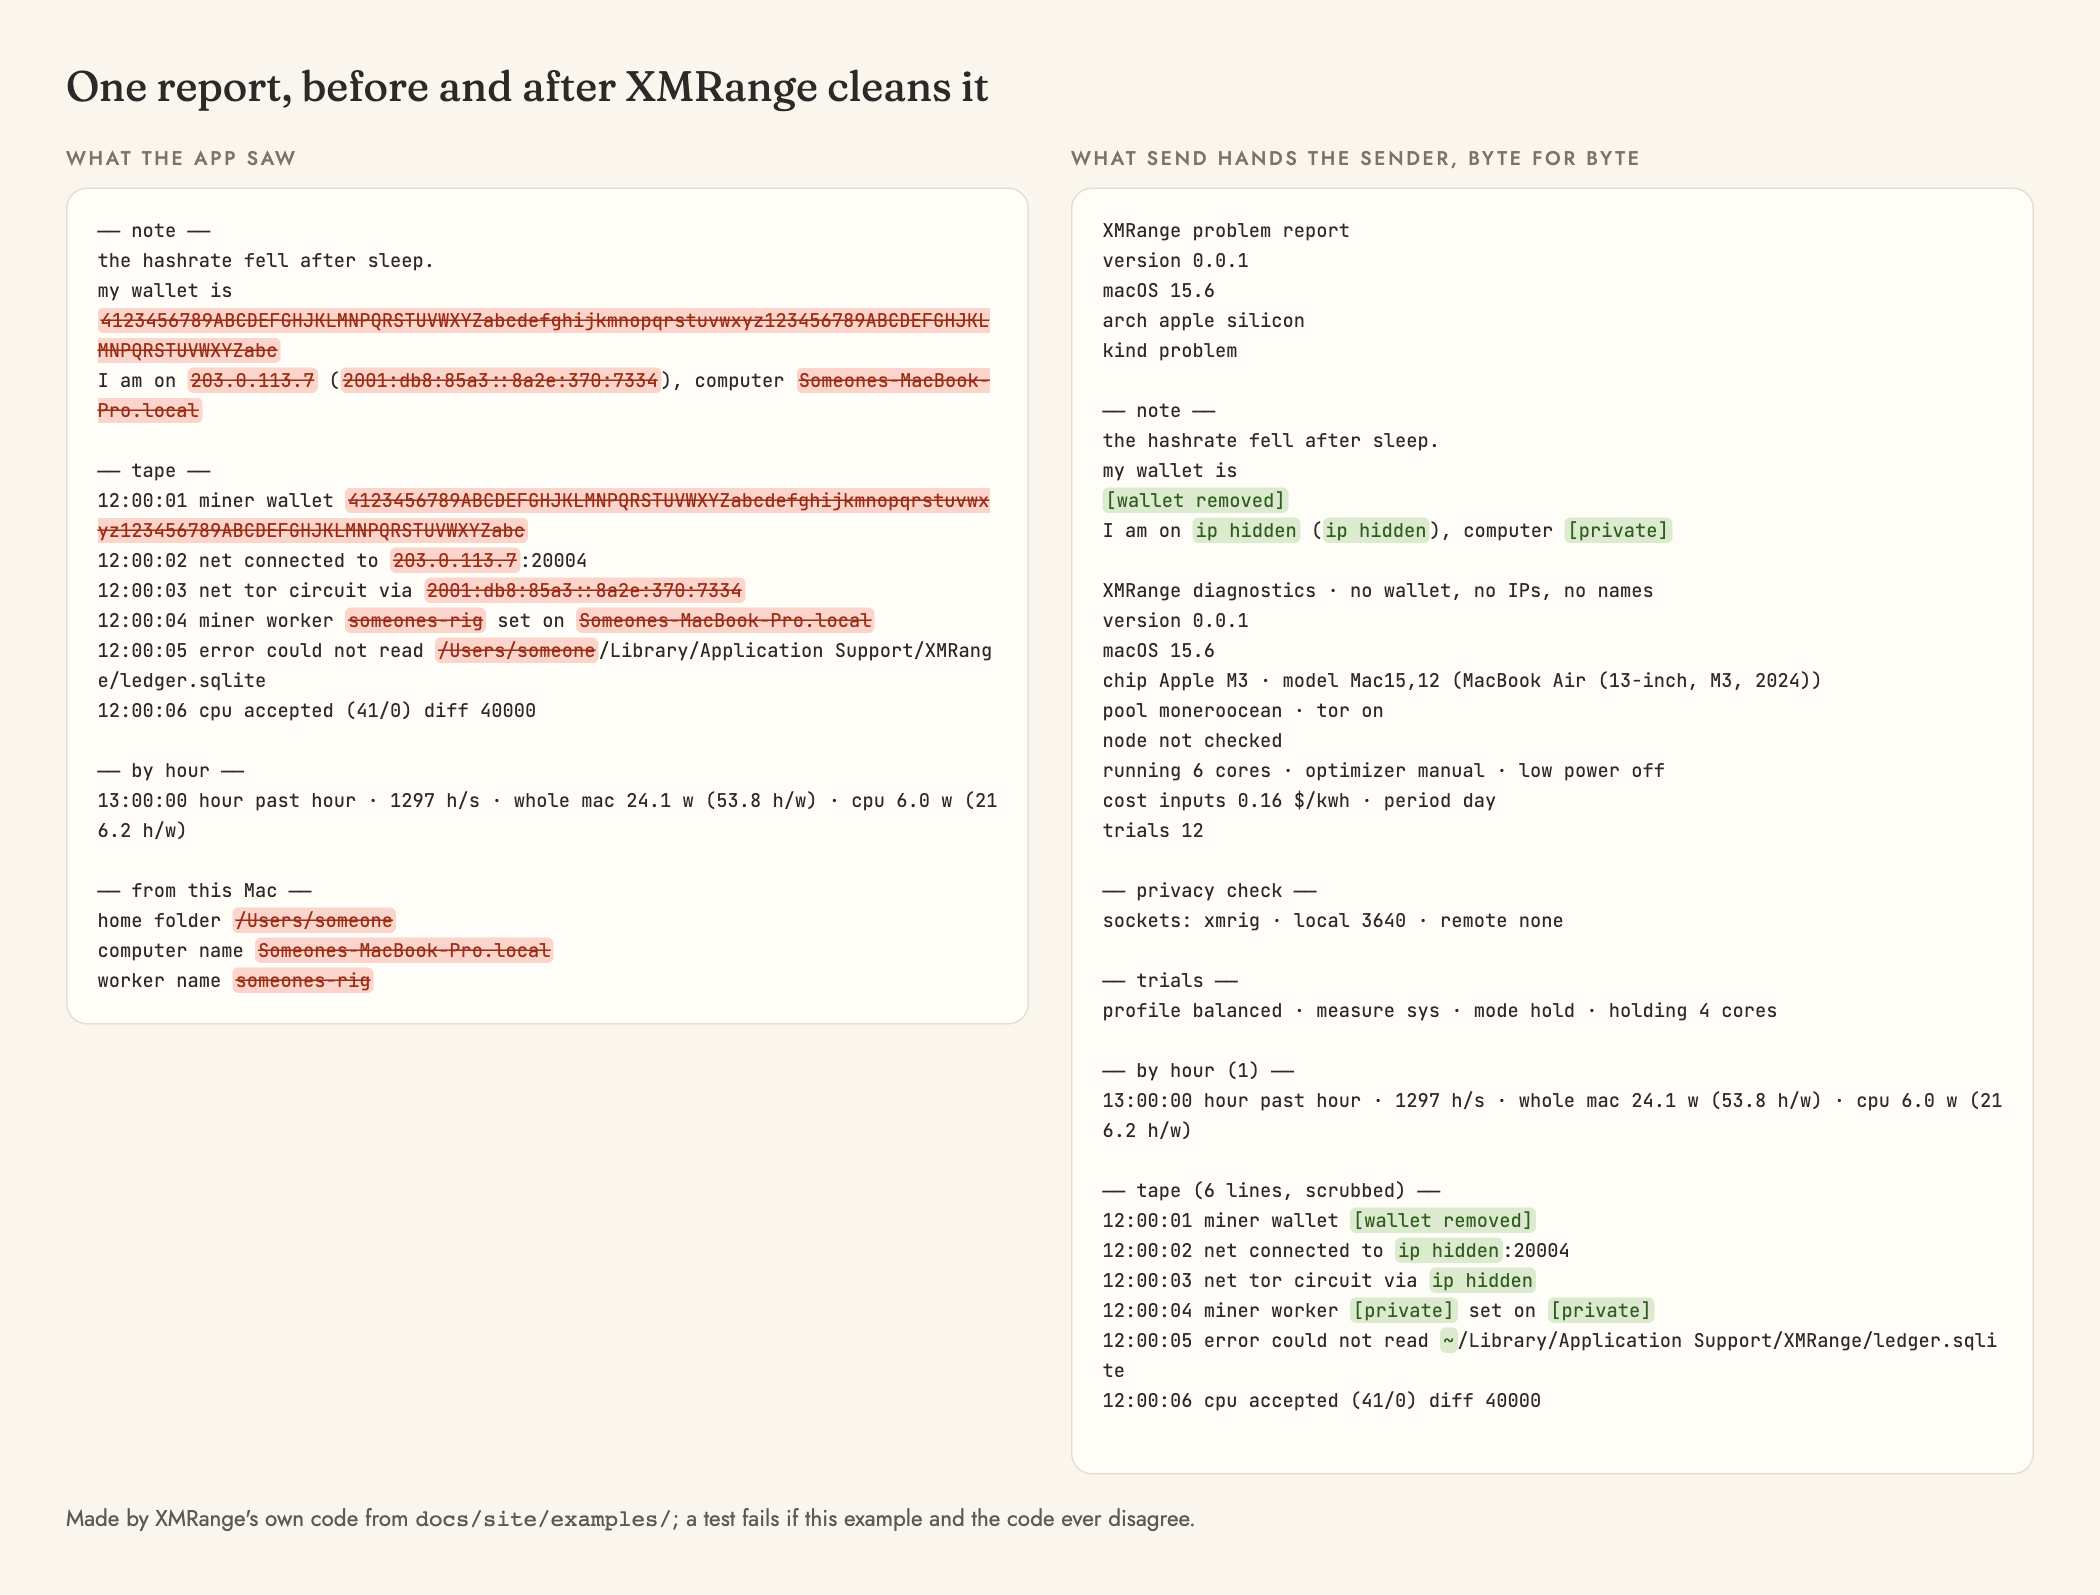 One report, before and after XMRange cleans it
WHAT THE APP SAW
—— note ——
the hashrate fell after sleep.
my wallet is
4123456789ABCDEFGHJKLMNPQRSTUVWXYZabcdefghijkmnopqrstuvwxyz123456789ABCDEFGHJKL
MNPQRSTUVWXYZabc
I am on 203.0.113.7 (2001:db8:85a3::8a2e:370:7334), computer Someones-MacBook-
Pro.local
—— tape ——
12:00:01 miner wallet 4123456789ABCDEFGHJKLMNPQRSTUVWXYZabcdefghijkmnopqrstuvwx
yz123456789ABCDEFGHJKLMNPQRSTUVWXYZabc
12:00:02 net connected to 203.0.113.7:20004
12:00:03 net tor circuit via 2001:db8:85a3::8a2e:370:7334
12:00:04 miner worker someones-rig set on Someones-MacBook-Pro.local
12:00:05 error could not read /Users/someone/Library/Application Support/XMRang
e/ledger.sqlite
12:00:06 cpu accepted (41/0) diff 40000
—— by hour ——
13:00:00 hour past hour · 1297 h/s · whole mac 24.1 w (53.8 h/w) · cpu 6.0 w (21
6.2 h/w)
—— from this Mac ——
home folder /Users/someone
computer name Someones-MacBook-Pro.local
worker name someones-rig
WHAT SEND HANDS THE SENDER, BYTE FOR BYTE
XMRange problem report
version 0.0.1
macOS 15.6
arch apple silicon
kind problem
—— note ——
the hashrate fell after sleep.
my wallet is
[wallet removed]
I am on ip hidden (ip hidden), computer [private]
XMRange diagnostics · no wallet, no IPs, no names
version 0.0.1
macOS 15.6
chip Apple M3 · model Mac15,12 (MacBook Air (13-inch, M3, 2024))
pool moneroocean · tor on
node not checked
running 6 cores · optimizer manual · low power off
cost inputs 0.16 $/kwh · period day
trials 12
—— privacy check ——
sockets: xmrig · local 3640 · remote none
—— trials ——
profile balanced · measure sys · mode hold · holding 4 cores
—— by hour (1) ——
13:00:00 hour past hour · 1297 h/s · whole mac 24.1 w (53.8 h/w) · cpu 6.0 w (21
6.2 h/w)
—— tape (6 lines, scrubbed) ——
12:00:01 miner wallet [wallet removed]
12:00:02 net connected to ip hidden:20004
12:00:03 net tor circuit via ip hidden
12:00:04 miner worker [private] set on [private]
12:00:05 error could not read ~/Library/Application Support/XMRange/ledger.sqli
te
12:00:06 cpu accepted (41/0) diff 40000
Made by XMRange's own code from docs/site/examples/; a test fails if this example and the code ever disagree.